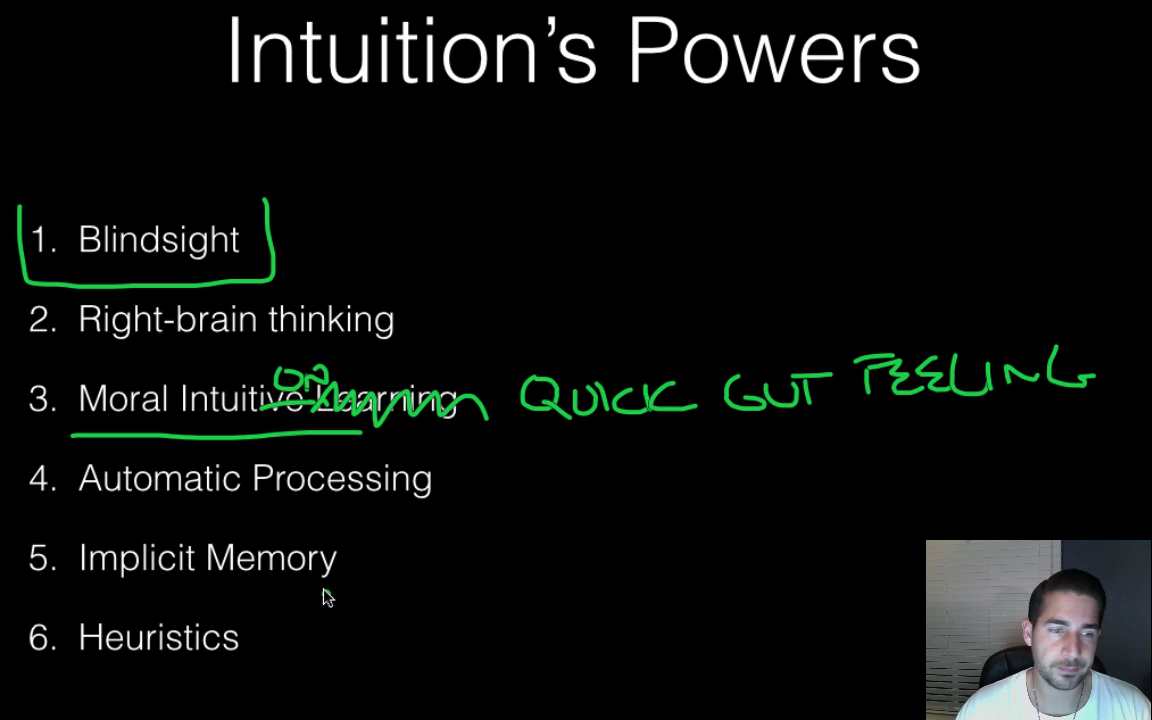 Intuition's Powers
1. Blindsight
2. Right-brain thinking
3. Moral Intuitive Learning ON QUICK GUT FEELING
4. Automatic Processing
5. Implicit Memory
6. Heuristics